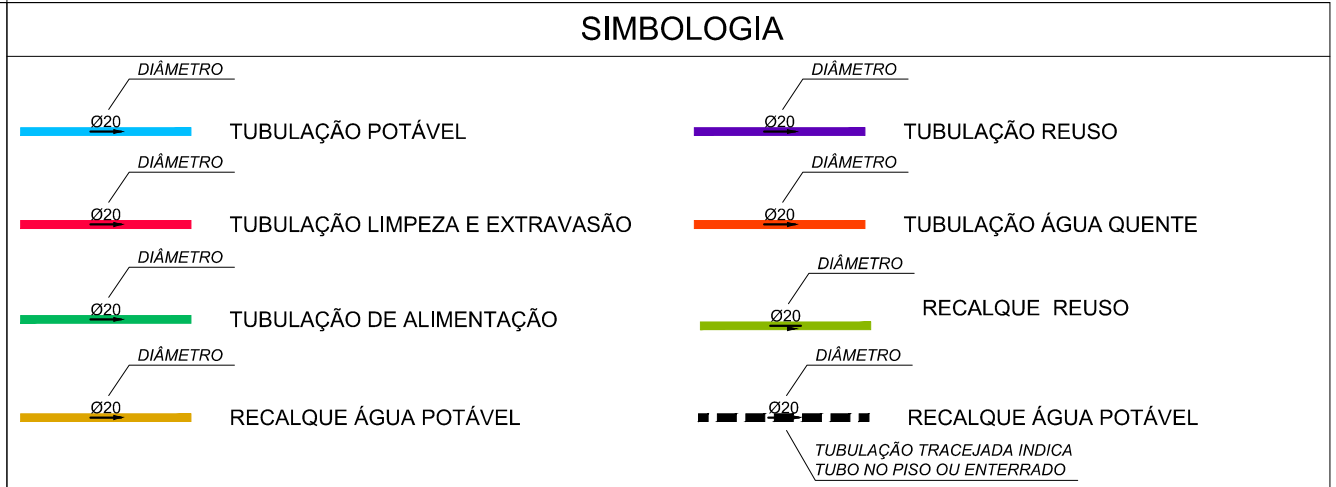 SIMBOLOGIA
DIÂMETRO
Ø20
TUBULAÇÃO POTÁVEL
DIÂMETRO
Ø20
TUBULAÇÃO LIMPEZA E EXTRAVASÃO
DIÂMETRO
Ø20
TUBULAÇÃO DE ALIMENTAÇÃO
DIÂMETRO
Ø20
RECALQUE ÁGUA POTÁVEL
DIÂMETRO
Ø20
TUBULAÇÃO REUSO
DIÂMETRO
Ø20
TUBULAÇÃO ÁGUA QUENTE
DIÂMETRO
Ø20
RECALQUE REUSO
DIÂMETRO
Ø20
RECALQUE ÁGUA POTÁVEL
TUBULAÇÃO TRACEJADA INDICA
TUBO NO PISO OU ENTERRADO